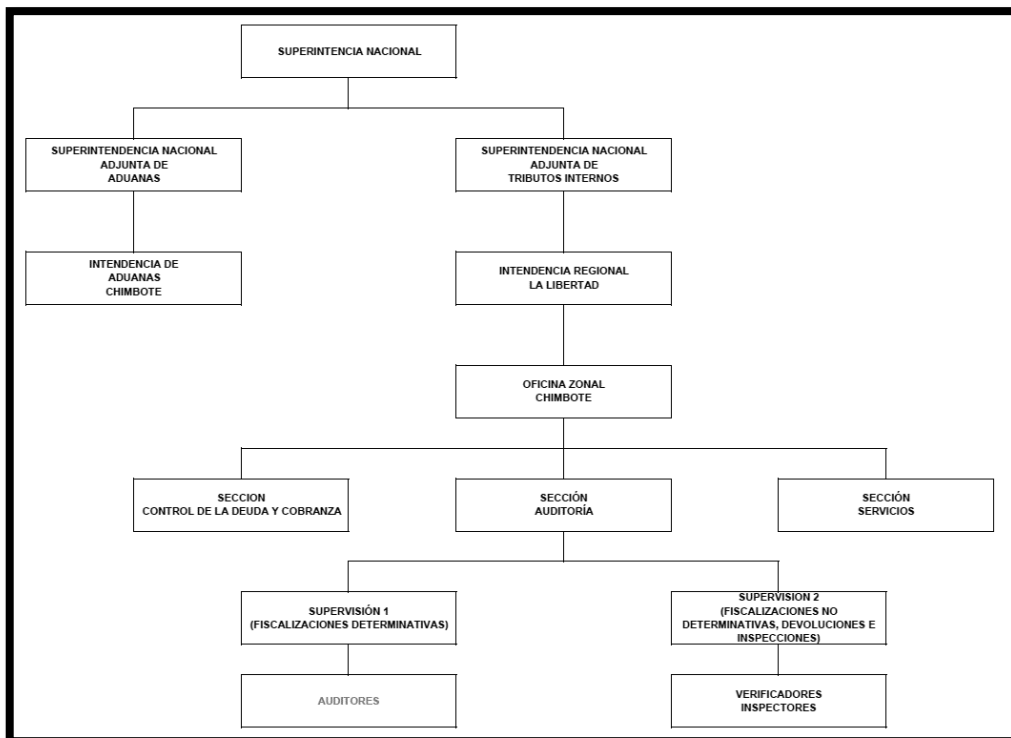 SUPERINTENCIA NACIONAL
SUPERINTENDENCIA NACIONAL
ADJUNTA DE
ADUANAS
SUPERINTENDENCIA NACIONAL
ADJUNTA DE
TRIBUTOS INTERNOS
INTENDENCIA DE
ADUANAS
CHIMBOTE
INTENDENCIA REGIONAL
LA LIBERTAD
OFICINA ZONAL
CHIMBOTE
SECCION
CONTROL DE LA DEUDA Y COBRANZA
SECCIÓN
AUDITORÍA
SECCIÓN
SERVICIOS
SUPERVISIÓN 1
(FISCALIZACIONES DETERMINATIVAS)
SUPERVISION 2
(FISCALIZACIONES NO
DETERMINATIVAS, DEVOLUCIONES E
INSPECCIONES)
AUDITORES
VERIFICADORES
INSPECTORES